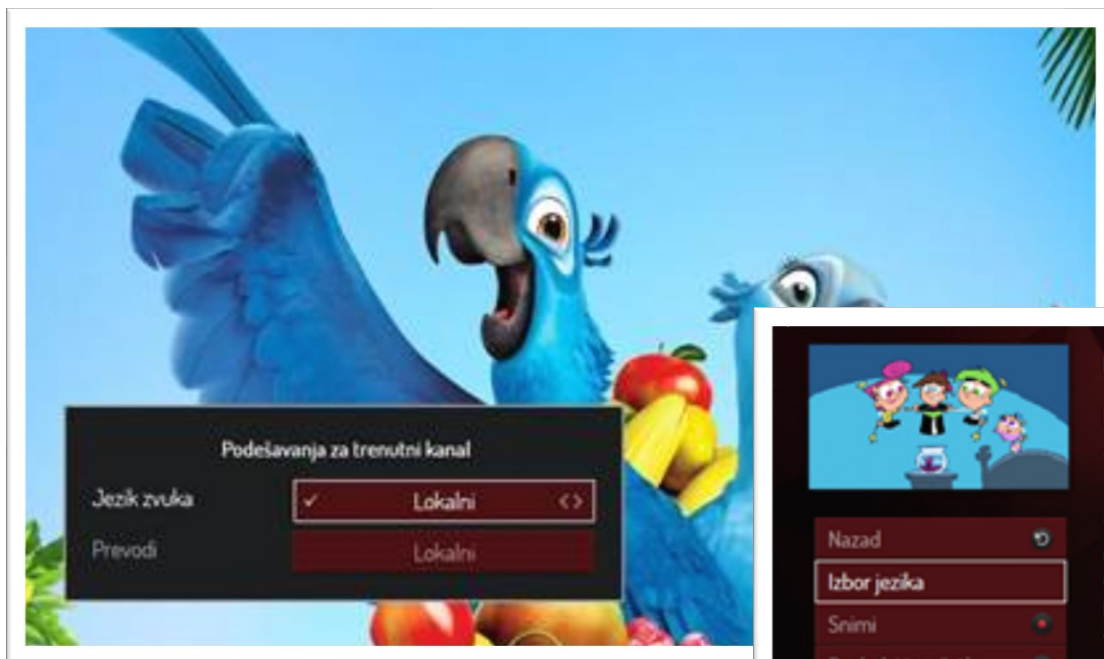 Podešavanja za trenutni kanal
Jezik zvuka
Lokalni
Prevodi
Lokalni
Nazad
Izbor jezika
Snimi